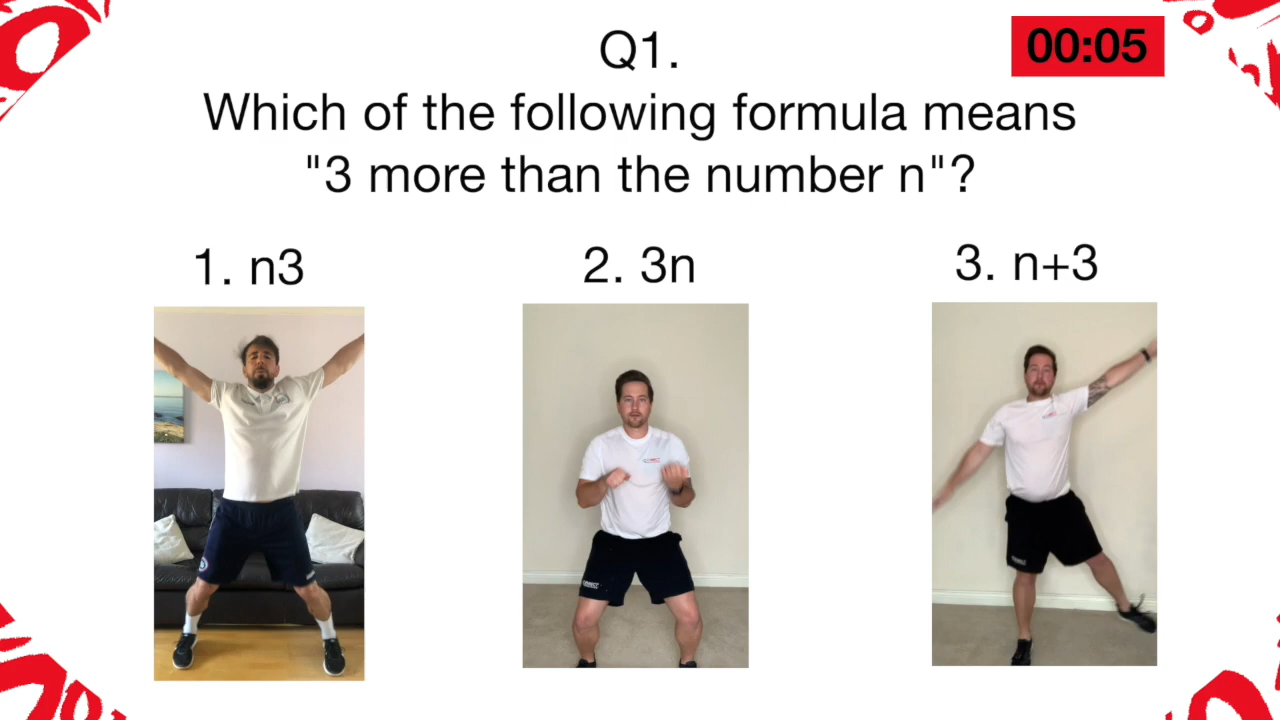 Q1.
00:05
Which of the following formula means
"3 more than the number n"?
1. n3
2. 3n
3. n+3